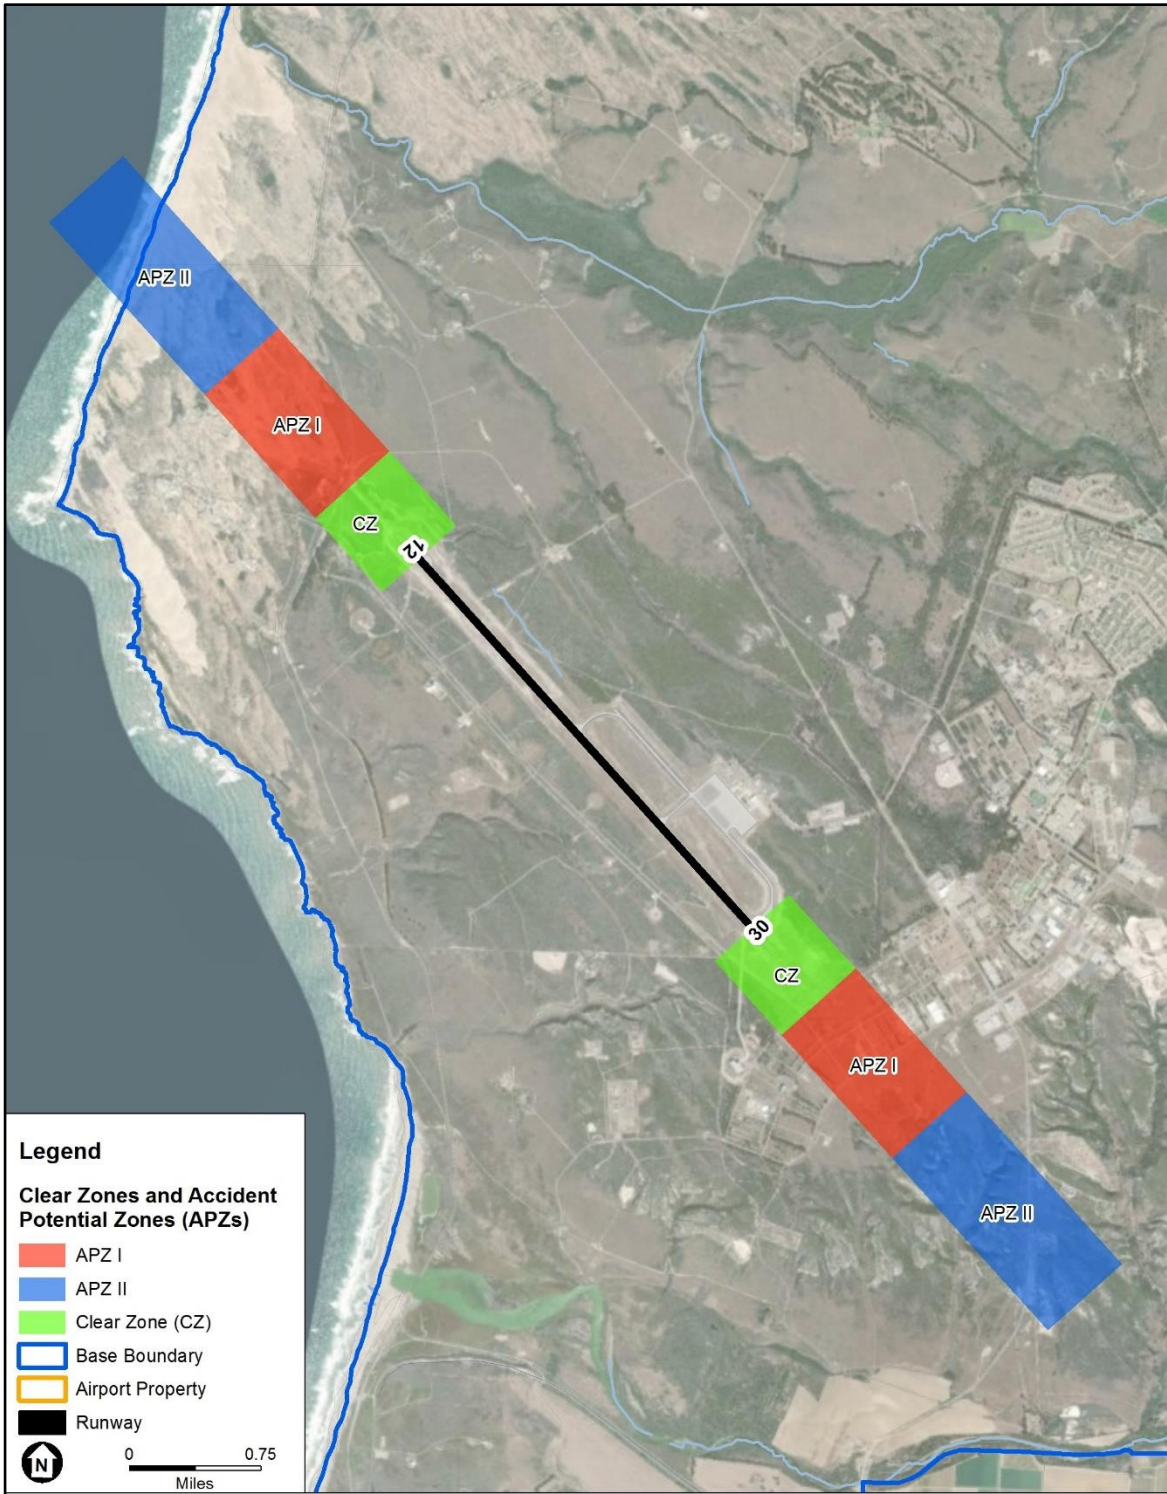 APZ II
APZ I
CZ
12
30
CZ
APZ I
APZ II
Legend
Clear Zones and Accident
Potential Zones (APZs)
APZ I
APZ II
Clear Zone (CZ)
Base Boundary
Airport Property
Runway
N
0 0.75
Miles